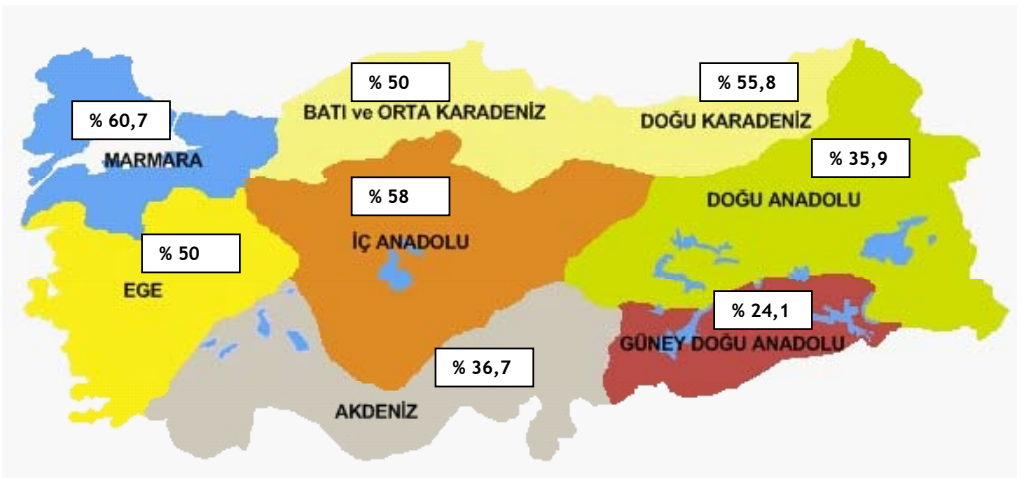 % 50
BATI ve ORTA KARADENİZ
% 55,8
DOĞU KARADENİZ
% 60,7
MARMARA
% 35,9
DOĞU ANADOLU
% 58
İÇ ANADOLU
% 50
EGE
% 24,1
GÜNEY DOĞU ANADOLU
% 36,7
AKDENİZ